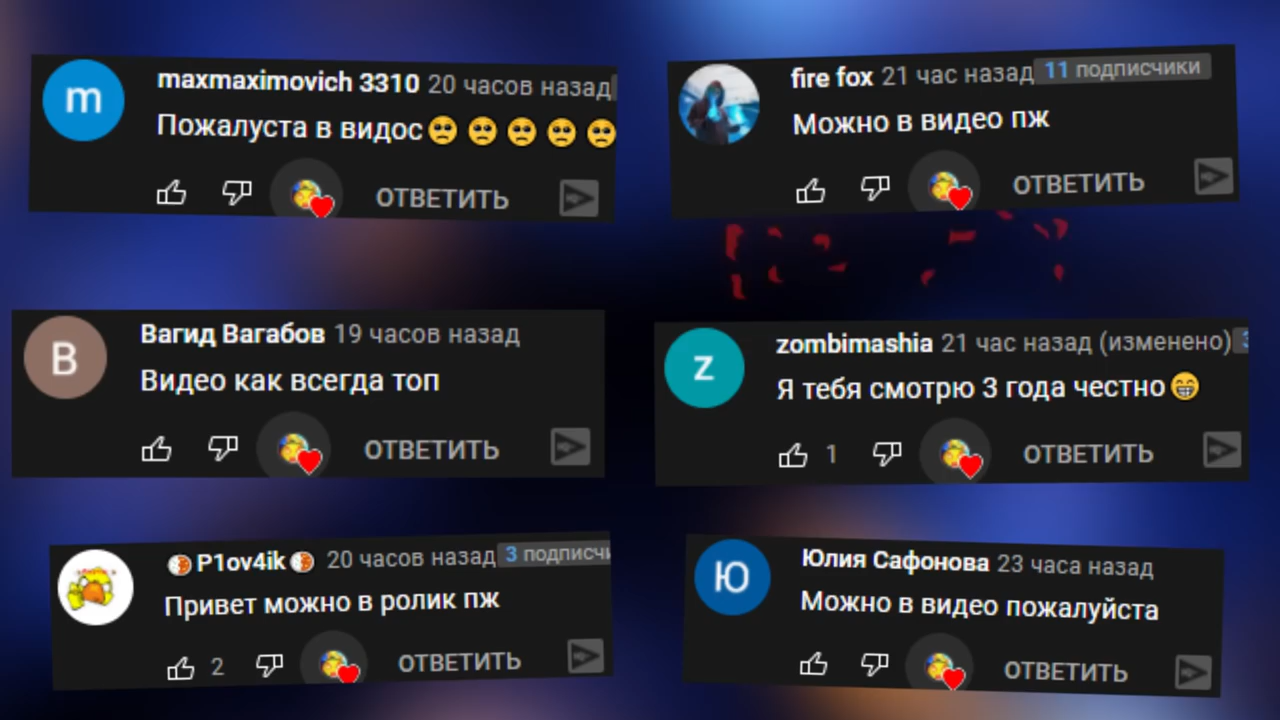 m
maxmaximovich 3310 20 часов назад
Пожалуста в видос🥺🥺🥺🥺🥺
ОТВЕТИТЬ
fire fox 21 час назад 11 подписчики
Можно в видео пж
ОТВЕТИТЬ
В
Вагид Вагабов 19 часов назад
Видео как всегда топ
ОТВЕТИТЬ
z
zombimashia 21 час назад (изменено) 3
Я тебя смотрю 3 года честно😁
1 ОТВЕТИТЬ
P1ov4ik 20 часов назад 3 подписчи
Привет можно в ролик пж
2 ОТВЕТИТЬ
Ю
Юлия Сафонова 23 часа назад
Можно в видео пожалуйста
ОТВЕТИТЬ